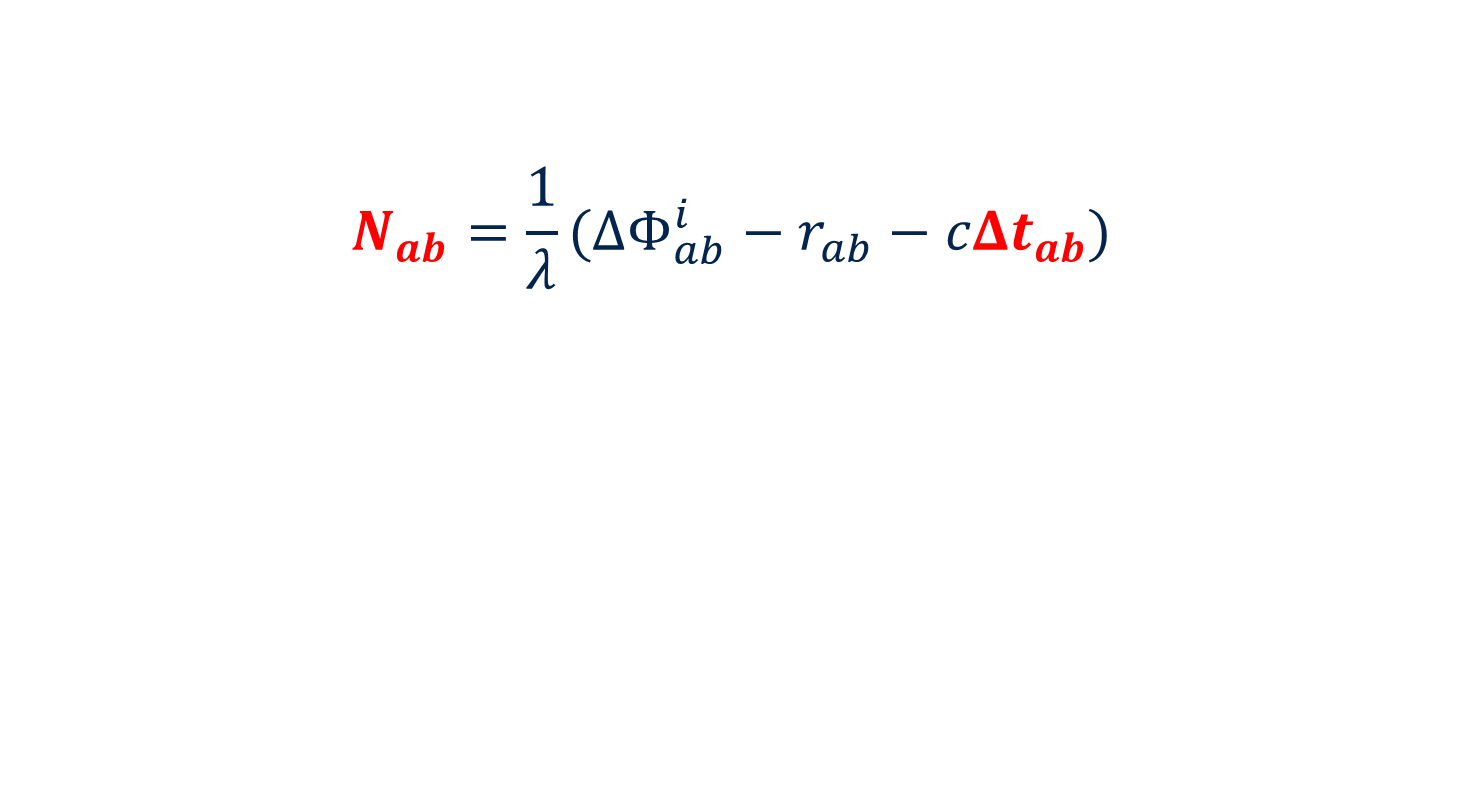 N_ab = 1/λ (ΔΦ^i_ab − r_ab − cΔt_ab)